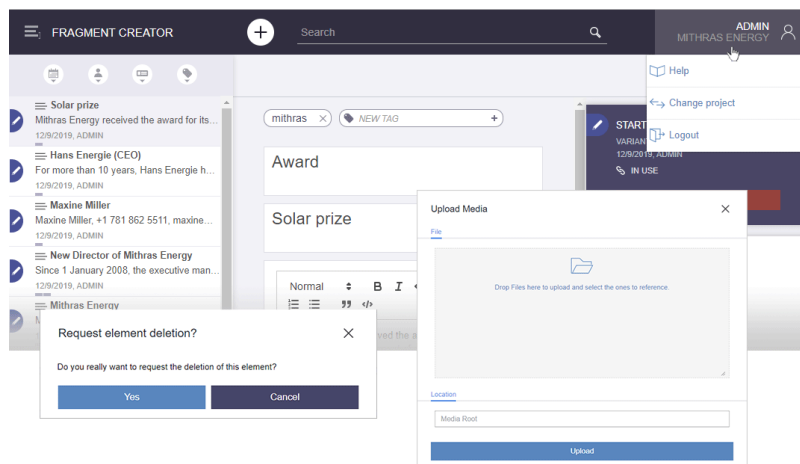 FRAGMENT CREATOR
Search
ADMIN
MITHRAS ENERGY
Help
Change project
Logout
Solar prize
Mithras Energy received the award for its...
12/9/2019, ADMIN
Hans Energie (CEO)
For more than 10 years, Hans Energie h...
12/9/2019, ADMIN
Maxine Miller
Maxine Miller, +1 781 862 5511, maxine...
12/9/2019, ADMIN
New Director of Mithras Energy
Since 1 January 2008, the executive man...
12/9/2019, ADMIN
Mithras Energy
mithras
NEW TAG
Award
Solar prize
Normal
B I
ved the a
START
VARIAN
12/9/2019, ADMIN
IN USE
Request element deletion?
Do you really want to request the deletion of this element?
Yes
Cancel
Upload Media
File
Drop Files here to upload and select the ones to reference.
Location
Media Root
Upload